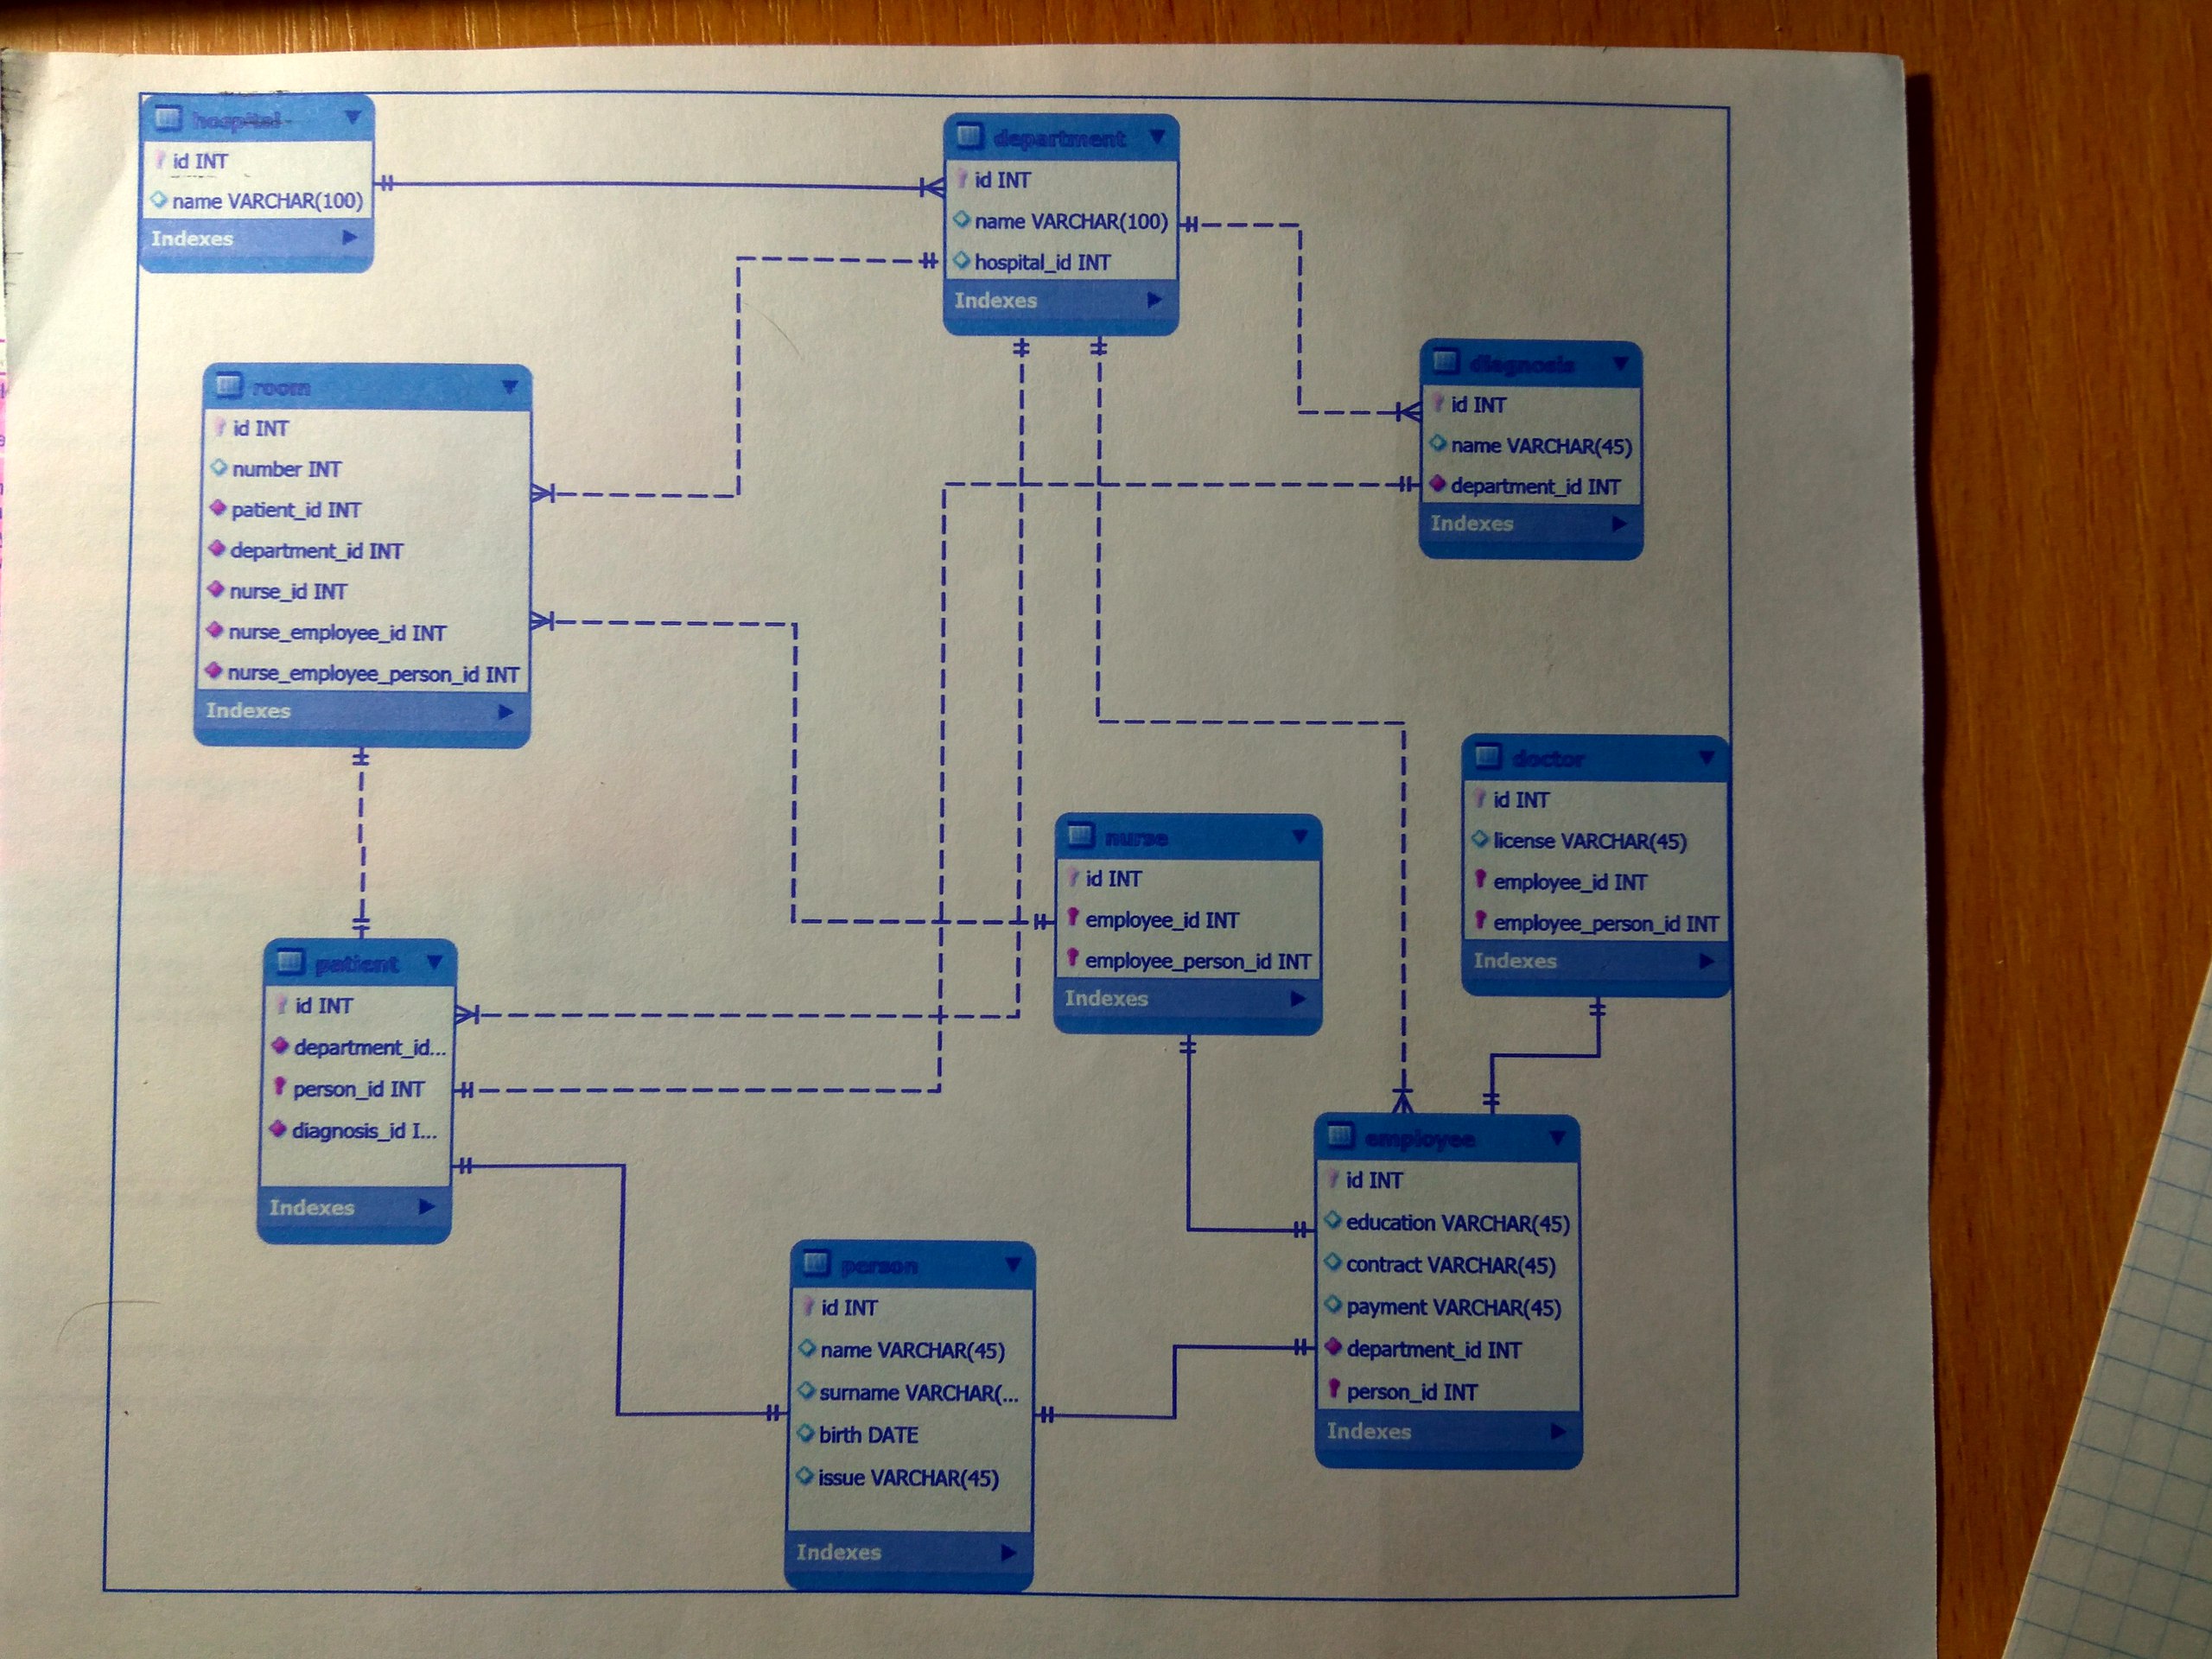 hospital
id INT
name VARCHAR(100)
Indexes
department
id INT
name VARCHAR(100)
hospital_id INT
Indexes
room
id INT
number INT
patient_id INT
department_id INT
nurse_id INT
nurse_employee_id INT
nurse_employee_person_id INT
Indexes
diagnosis
id INT
name VARCHAR(45)
department_id INT
Indexes
doctor
id INT
license VARCHAR(45)
employee_id INT
employee_person_id INT
Indexes
nurse
id INT
employee_id INT
employee_person_id INT
Indexes
patient
id INT
department_id...
person_id INT
diagnosis_id I...
Indexes
employee
id INT
education VARCHAR(45)
contract VARCHAR(45)
payment VARCHAR(45)
department_id INT
person_id INT
Indexes
person
id INT
name VARCHAR(45)
surname VARCHAR(...
birth DATE
issue VARCHAR(45)
Indexes